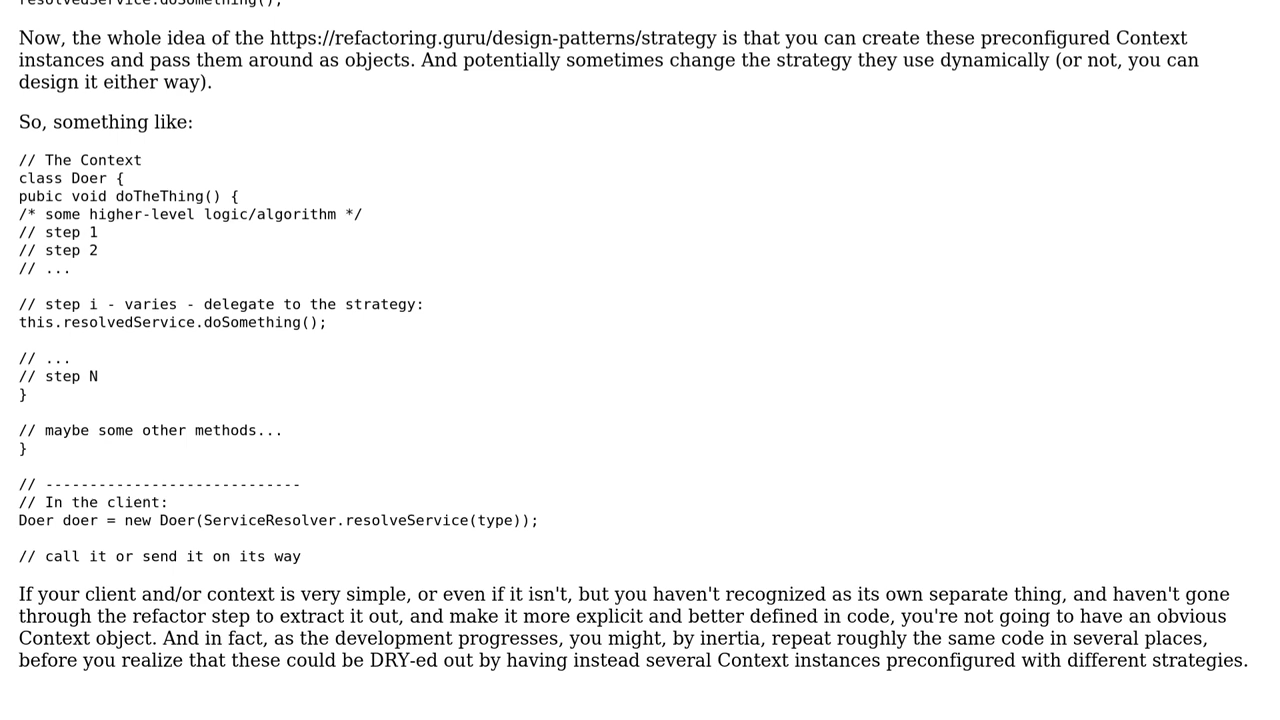 resolvedService.doSomething();
Now, the whole idea of the https://refactoring.guru/design-patterns/strategy is that you can create these preconfigured Context
instances and pass them around as objects. And potentially sometimes change the strategy they use dynamically (or not, you can
design it either way).
So, something like:
// The Context
class Doer {
pubic void doTheThing() {
/* some higher-level logic/algorithm */
// step 1
// step 2
// ...
// step i - varies - delegate to the strategy:
this.resolvedService.doSomething();
// ...
// step N
}
// maybe some other methods...
}
// -----------------------------
// In the client:
Doer doer = new Doer(ServiceResolver.resolveService(type));
// call it or send it on its way
If your client and/or context is very simple, or even if it isn't, but you haven't recognized as its own separate thing, and haven't gone
through the refactor step to extract it out, and make it more explicit and better defined in code, you're not going to have an obvious
Context object. And in fact, as the development progresses, you might, by inertia, repeat roughly the same code in several places,
before you realize that these could be DRY-ed out by having instead several Context instances preconfigured with different strategies.